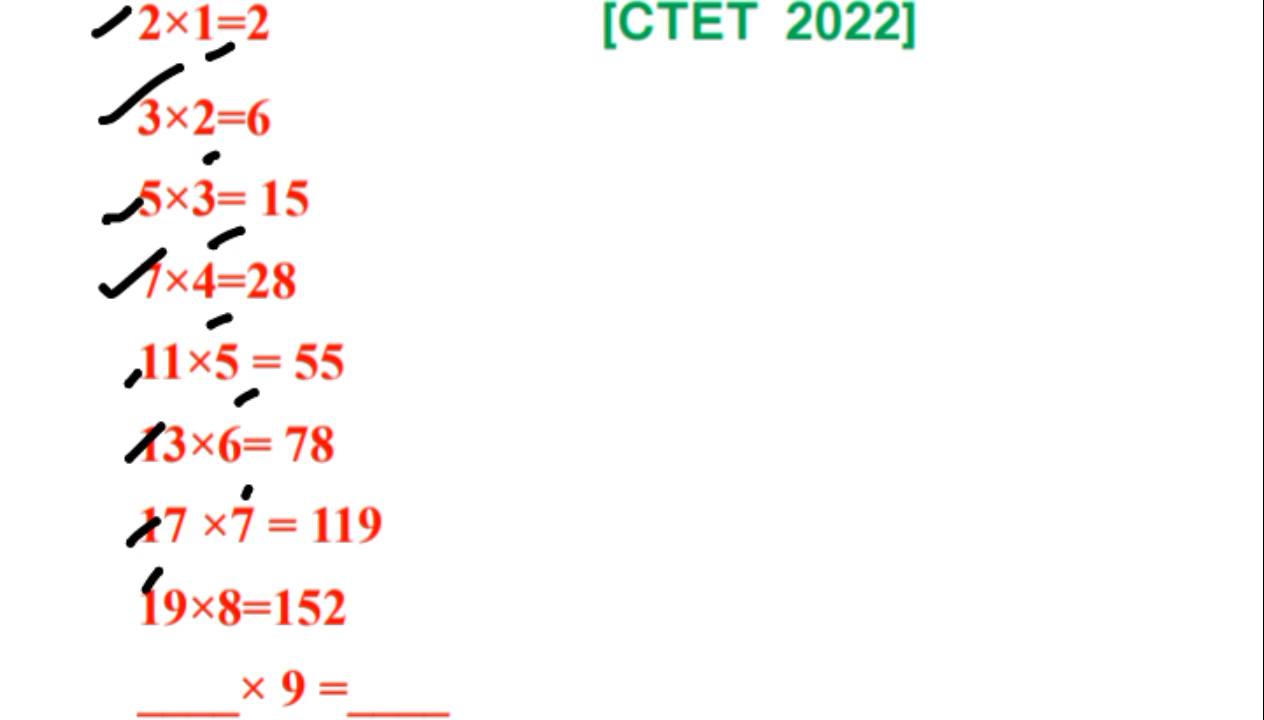 2×1=2 [CTET 2022]
3×2=6
5×3= 15
7×4=28
11×5 = 55
13×6= 78
17 ×7 = 119
19×8=152
____× 9 =____